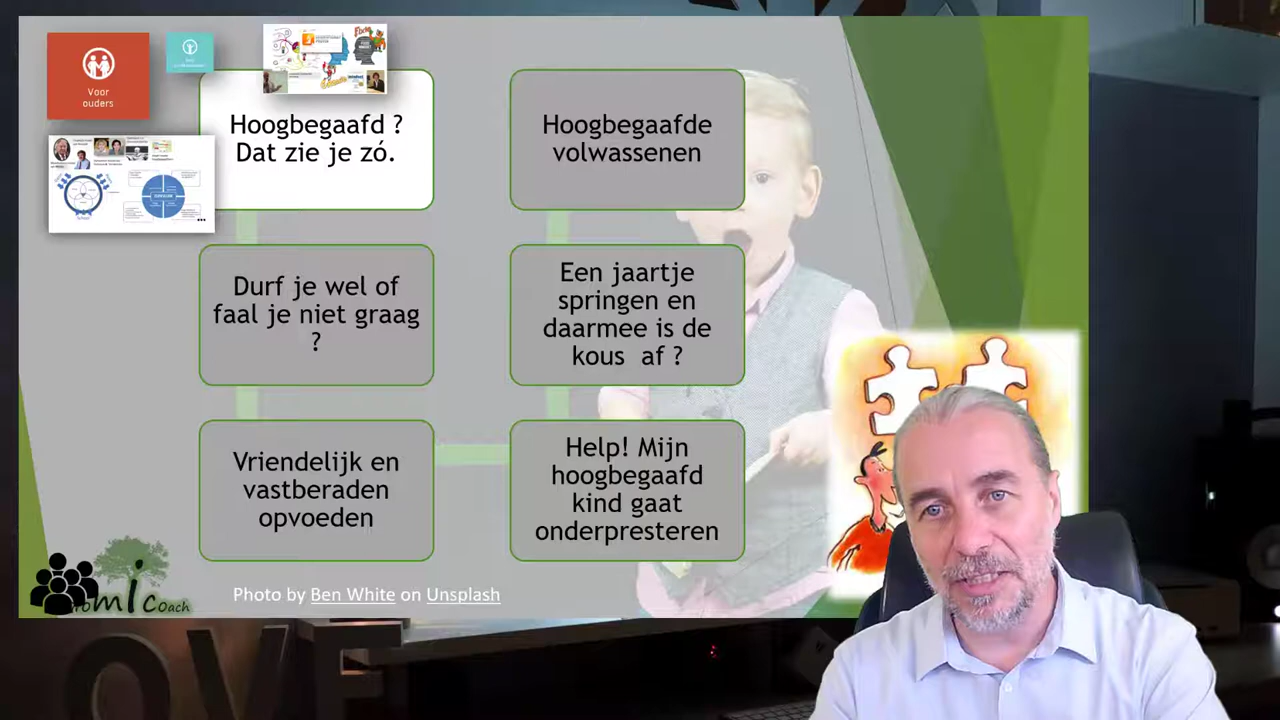 Voor
ouders
Hoogbegaafd ?
Dat zie je zó.
Hoogbegaafde
volwassenen
Durf je wel of
faal je niet graag
?
Een jaartje
springen en
daarmee is de
kous af ?
Vriendelijk en
vastberaden
opvoeden
Help! Mijn
hoogbegaafd
kind gaat
onderpresteren
mi Coach
Photo by Ben White on Unsplash